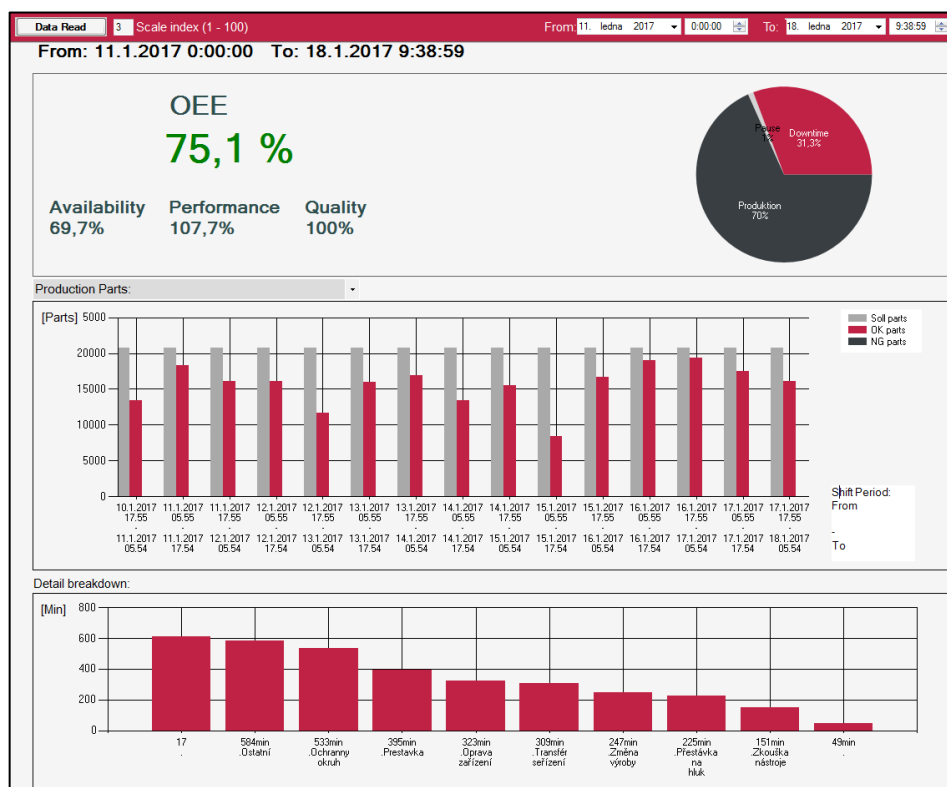 Data Read 3 Scale index (1 - 100) From: 11. ledna 2017 0:00:00 To: 18. ledna 2017 9:38:59
From: 11.1.2017 0:00:00 To: 18.1.2017 9:38:59
OEE
75,1 %
Availability Performance Quality
69,7% 107,7% 100%
Pause
1%
Downtime
31,3%
Produktion
70%
Production Parts:
[Parts] 5000
20000
15000
10000
5000
0
Soll parts
OK parts
NG parts
10.1.2017 11.1.2017 11.1.2017 12.1.2017 12.1.2017 13.1.2017 13.1.2017 14.1.2017 14.1.2017 15.1.2017 15.1.2017 16.1.2017 16.1.2017 17.1.2017 17.1.2017
17.55 05.55 17.55 05.55 17.55 05.55 17.55 05.55 17.55 05.55 17.55 05.55 17.55 05.55 17.55
- - - - - - - - - - - - - - -
11.1.2017 11.1.2017 12.1.2017 12.1.2017 13.1.2017 13.1.2017 14.1.2017 14.1.2017 15.1.2017 15.1.2017 16.1.2017 16.1.2017 17.1.2017 17.1.2017 18.1.2017
05.54 17.54 05.54 17.54 05.54 17.54 05.54 17.54 05.54 17.54 05.54 17.54 05.54 17.54 05.54
Shift Period:
From
-
To
Detail breakdown:
[Min] 800
600
400
200
0
17 584min 533min 395min 323min 309min 247min 225min 151min 49min
. .Ostatní .Ochranny .Prestavka .Oprava .Transfér .Změna .Přestávka .Zkouška .
okruh zařízení seřízení výroby na nástroje
hluk